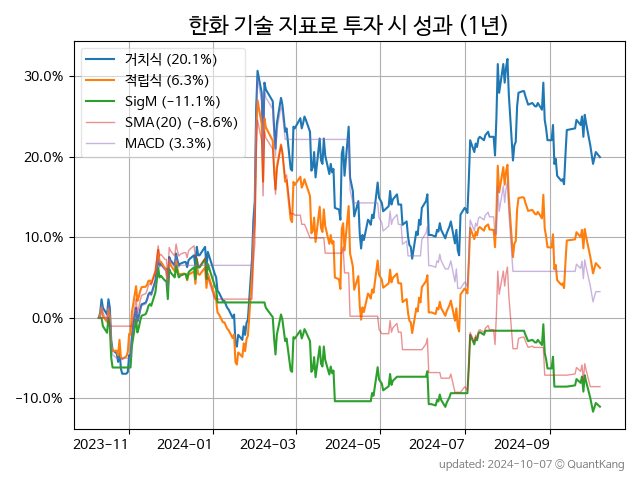 한화 기술 지표로 투자 시 성과 (1년)
거치식 (20.1%)
적립식 (6.3%)
SigM (−11.1%)
SMA(20) (−8.6%)
MACD (3.3%)
30.0%
20.0%
10.0%
0.0%
−10.0%
2023-11
2024-01
2024-03
2024-05
2024-07
2024-09
updated: 2024-10-07 © QuantKang